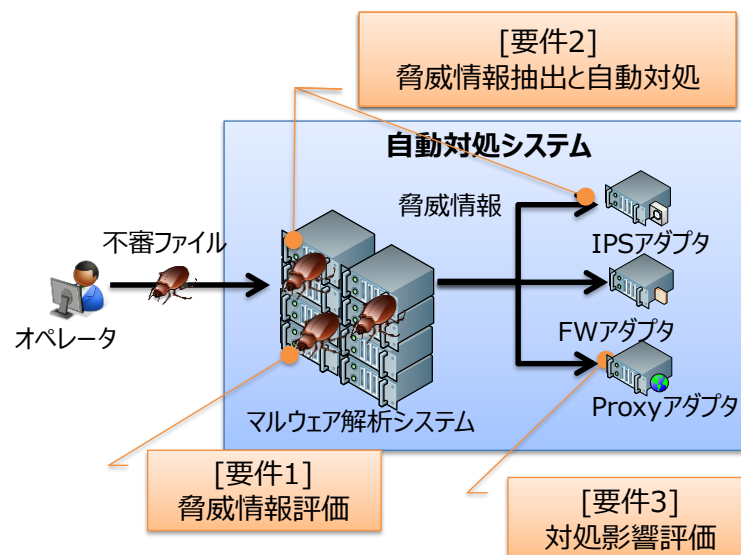 [要件2]
脅威情報抽出と自動対処
自動対処システム
脅威情報
不審ファイル
IPSアダプタ
オペレータ
FWアダプタ
マルウェア解析システム
Proxyアダプタ
[要件1]
脅威情報評価
[要件3]
対処影響評価